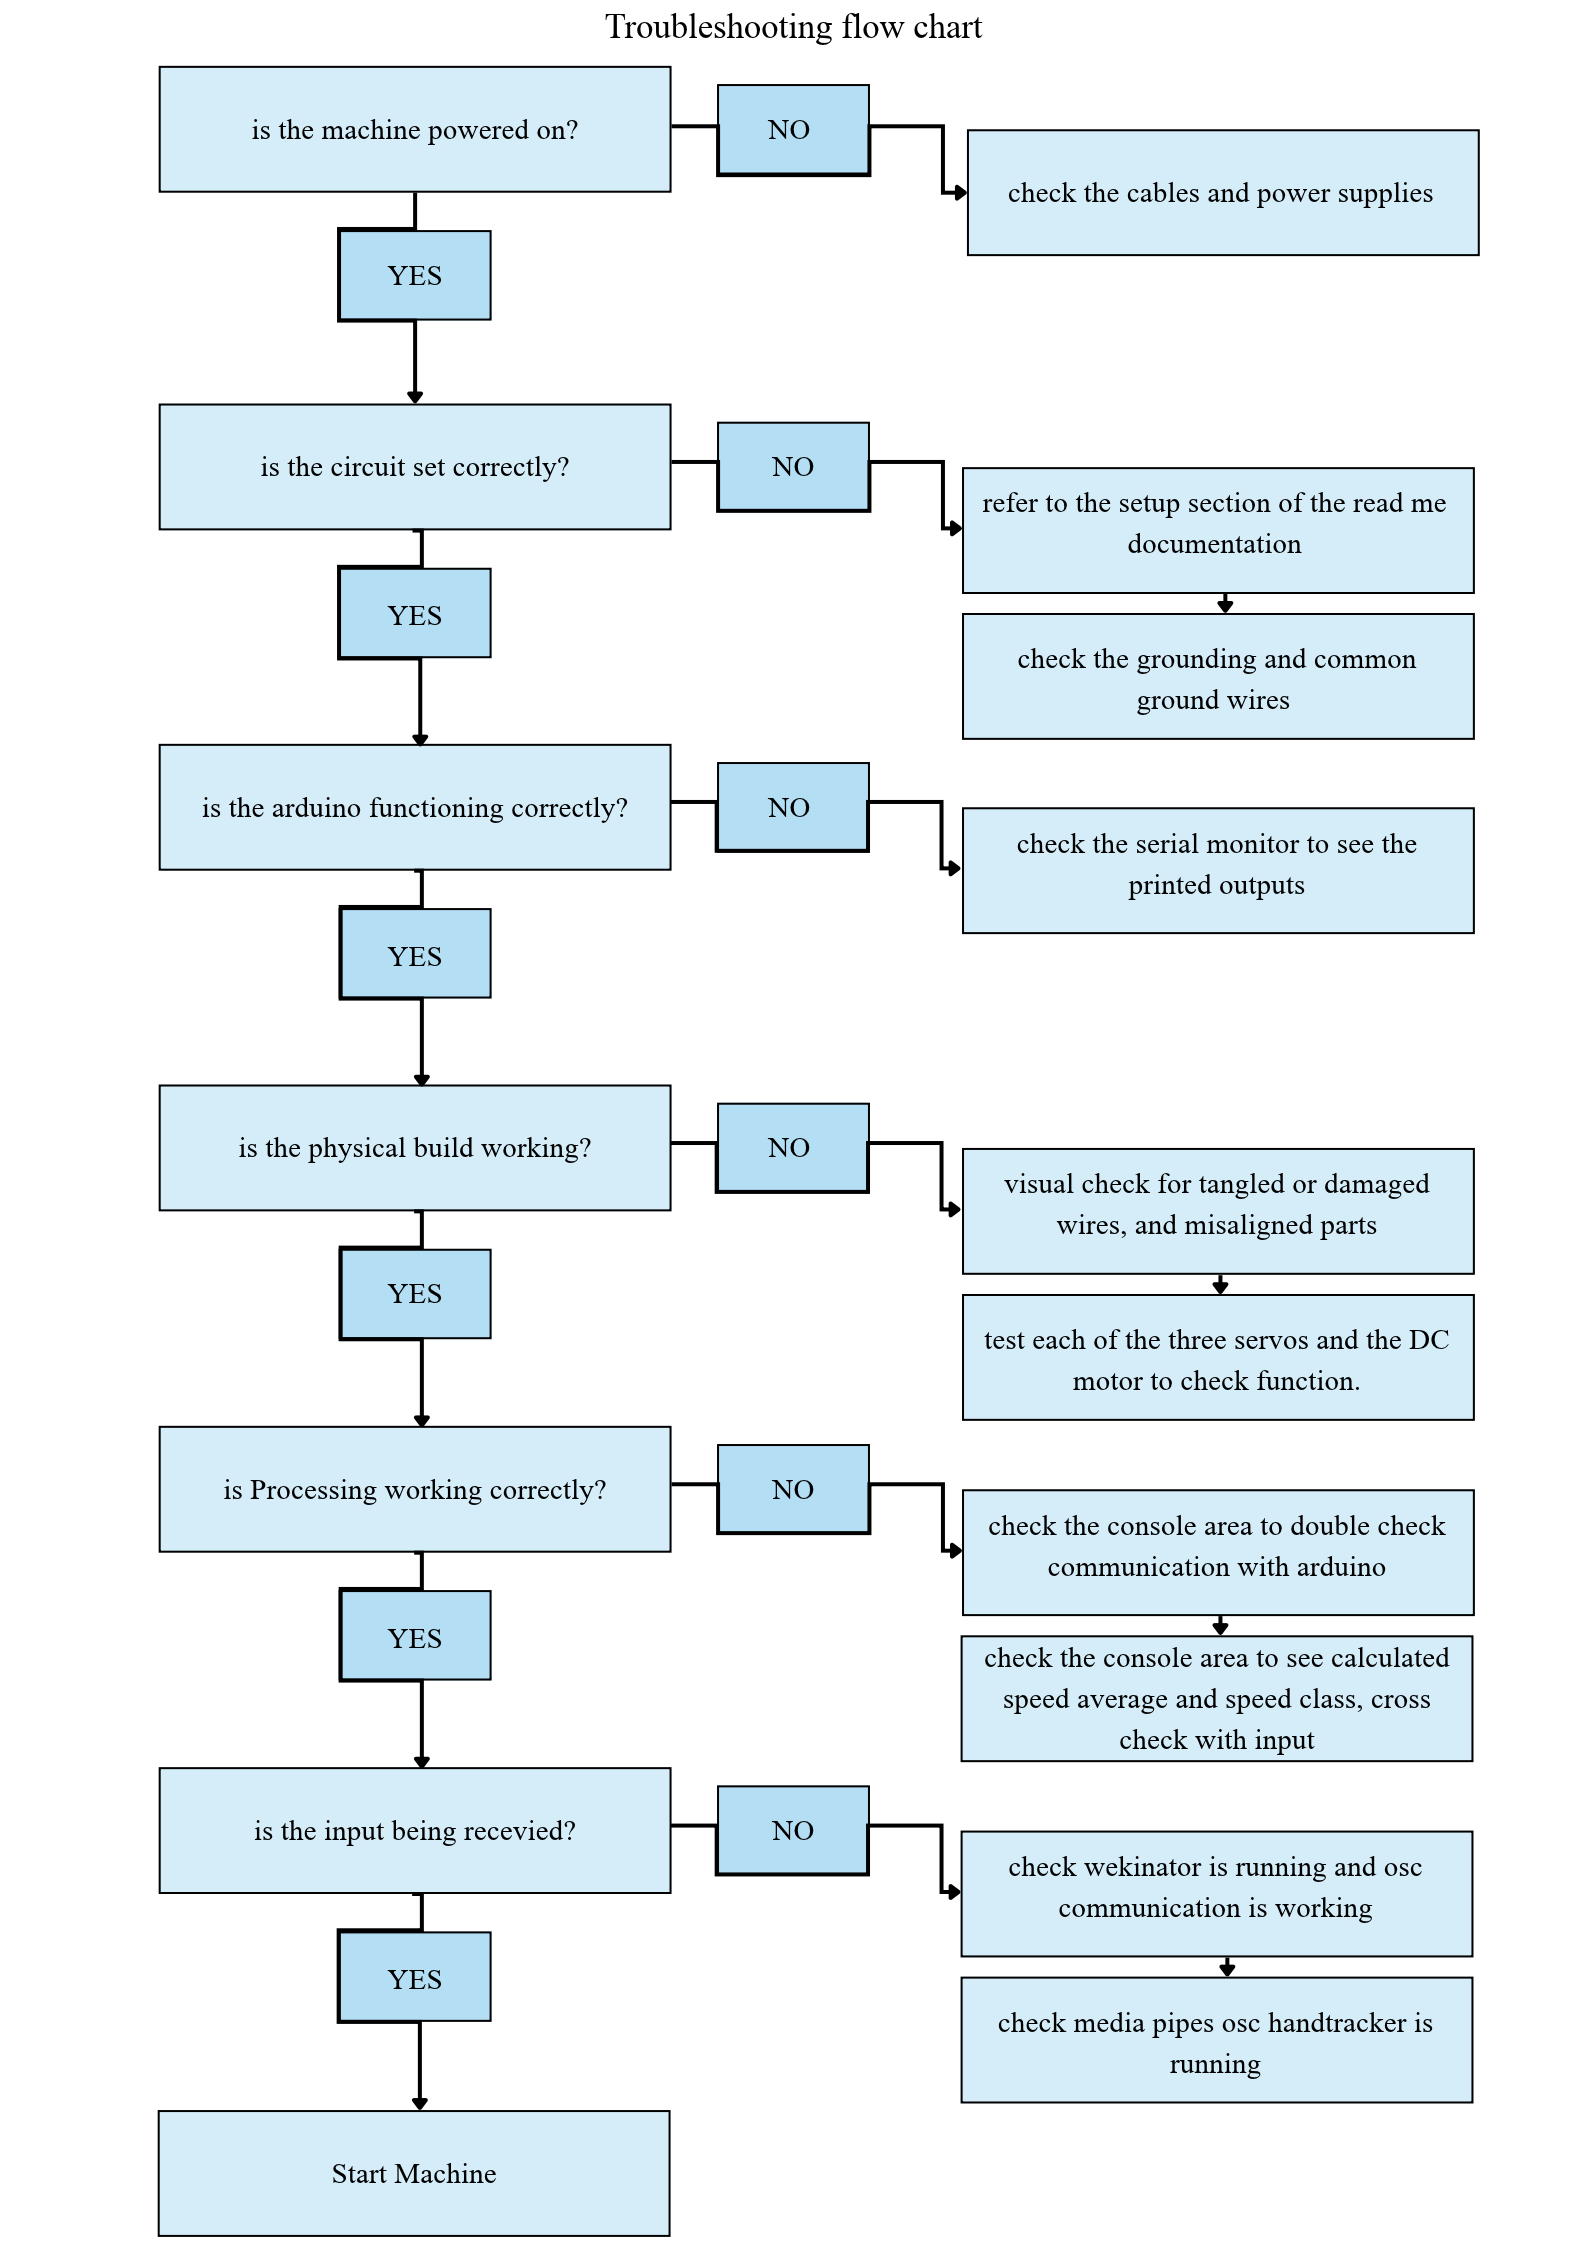 Troubleshooting flow chart
is the machine powered on?
NO
check the cables and power supplies
YES
is the circuit set correctly?
NO
refer to the setup section of the read me
documentation
YES
check the grounding and common
ground wires
is the arduino functioning correctly?
NO
check the serial monitor to see the
printed outputs
YES
is the physical build working?
NO
visual check for tangled or damaged
wires, and misaligned parts
YES
test each of the three servos and the DC
motor to check function.
is Processing working correctly?
NO
check the console area to double check
communication with arduino
YES
check the console area to see calculated
speed average and speed class, cross
check with input
is the input being recevied?
NO
check wekinator is running and osc
communication is working
YES
check media pipes osc handtracker is
running
Start Machine